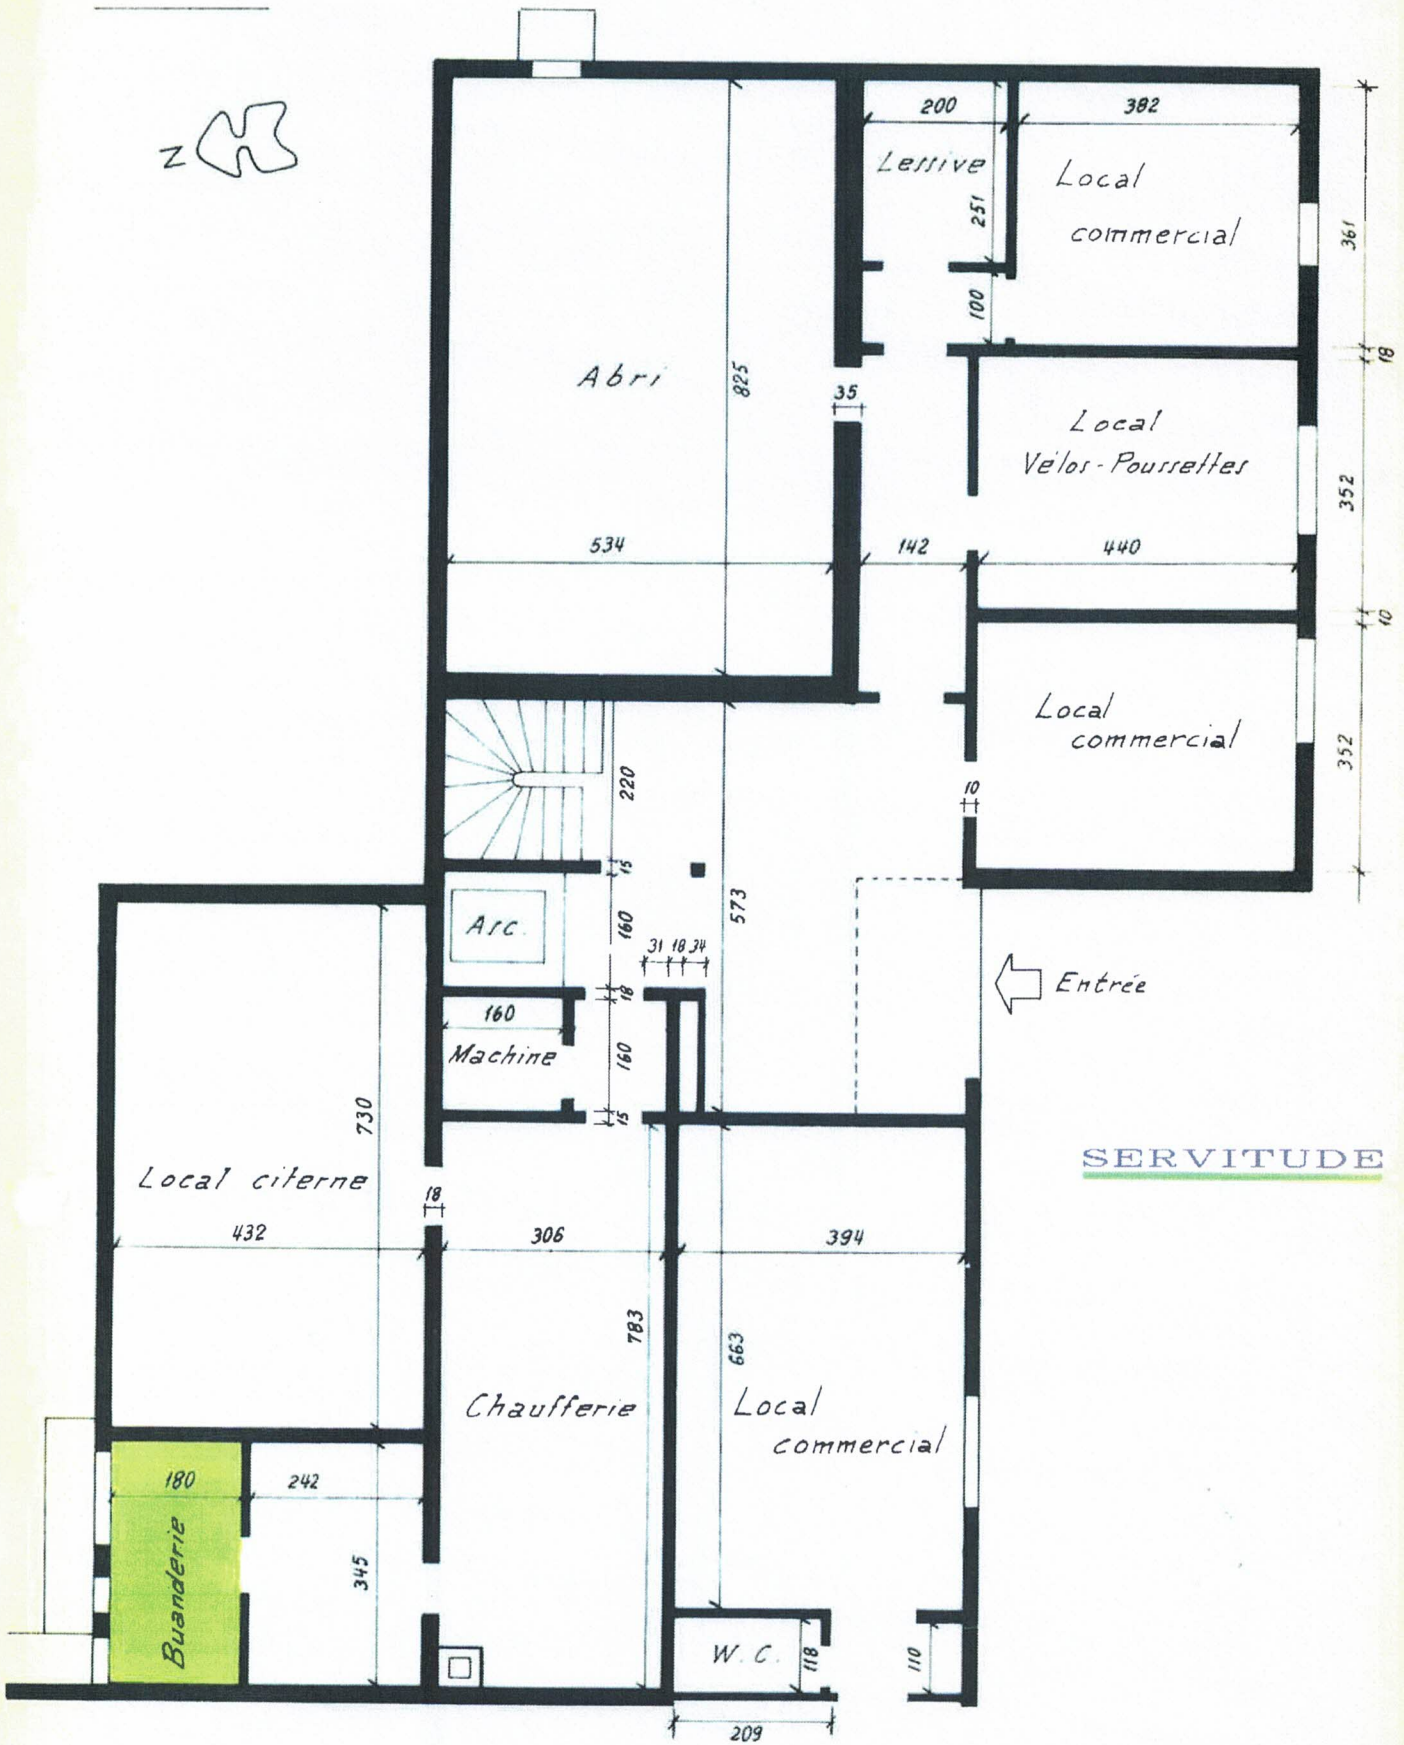 N
200
382
Lessive
Local
commercial
251
361
100
18
Abri
825
35
Local
Vélos-Poussettes
352
534
142
440
10
Local
commercial
352
220
10
15
573
Asc.
160
31 18 34
Entrée
18
160
Machine
160
730
15
SERVITUDE
Local citerne
18
432
306
394
783
663
Chaufferie
Local
commercial
180
242
Buanderie
345
W.C.
118
110
209